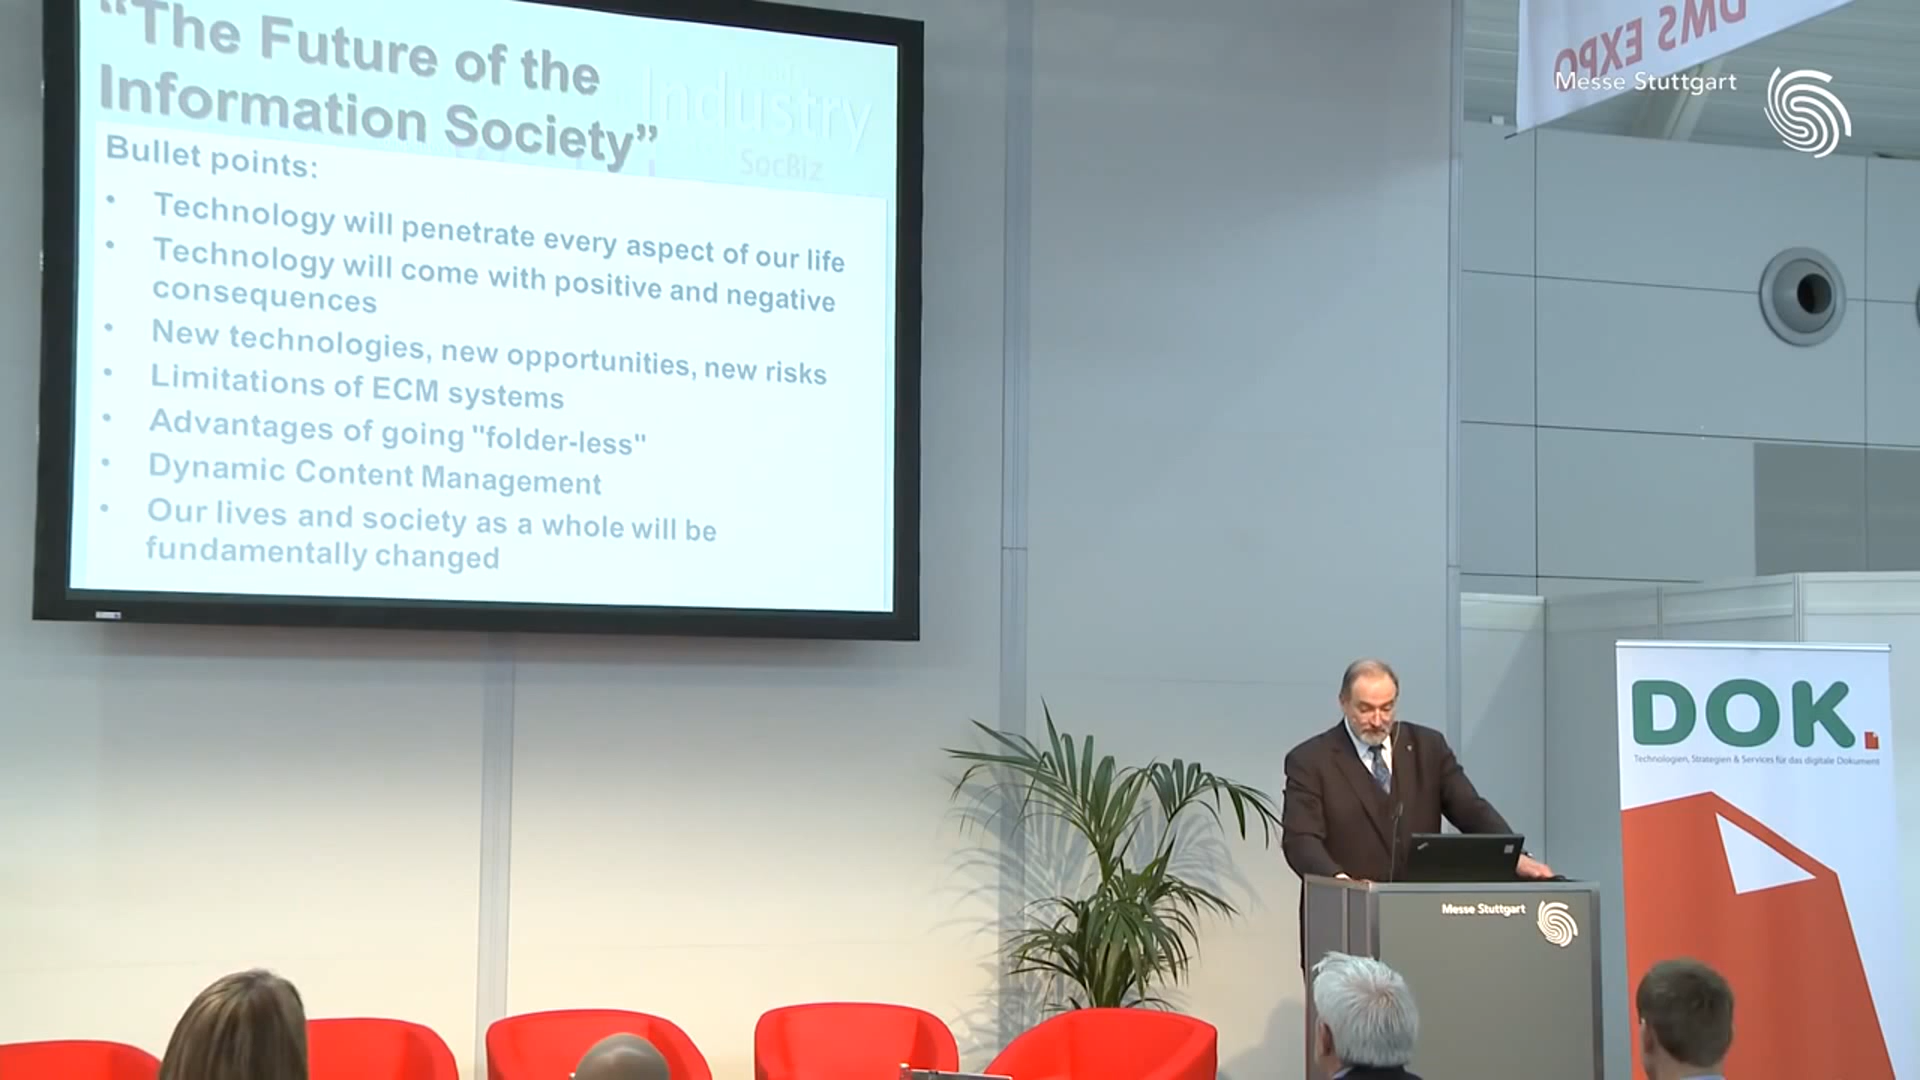 “The Future of the
Information Society”
Industry
SocBiz
Bullet points:
• Technology will penetrate every aspect of our life
• Technology will come with positive and negative
consequences
• New technologies, new opportunities, new risks
• Limitations of ECM systems
• Advantages of going "folder-less"
• Dynamic Content Management
• Our lives and society as a whole will be
fundamentally changed
DMS EXPO
Messe Stuttgart
DOK.
Technologien, Strategien & Services für das digitale Dokument
Messe Stuttgart